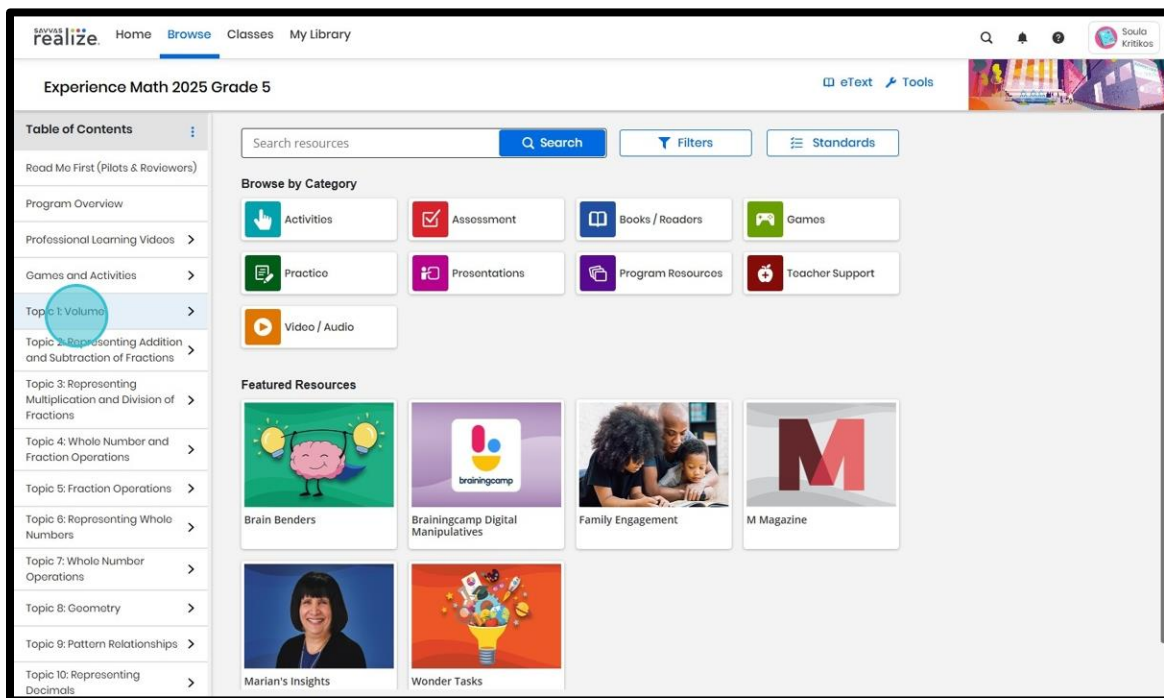 savvas
realize. Home Browse Classes My Library
Soula
Kritikos
Experience Math 2025 Grade 5
eText Tools
Table of Contents
Read Me First (Pilots & Reviewers)
Program Overview
Professional Learning Videos
Games and Activities
Topic 1: Volume
Topic 2: Representing Addition
and Subtraction of Fractions
Topic 3: Representing
Multiplication and Division of
Fractions
Topic 4: Whole Number and
Fraction Operations
Topic 5: Fraction Operations
Topic 6: Representing Whole
Numbers
Topic 7: Whole Number
Operations
Topic 8: Geometry
Topic 9: Pattern Relationships
Topic 10: Representing
Decimals
Search resources
Search
Filters
Standards
Browse by Category
Activities
Assessment
Books / Readers
Games
Practice
Presentations
Program Resources
Teacher Support
Video / Audio
Featured Resources
brainingcamp
M
Brain Benders
Brainingcamp Digital
Manipulatives
Family Engagement
M Magazine
Marian's Insights
Wonder Tasks